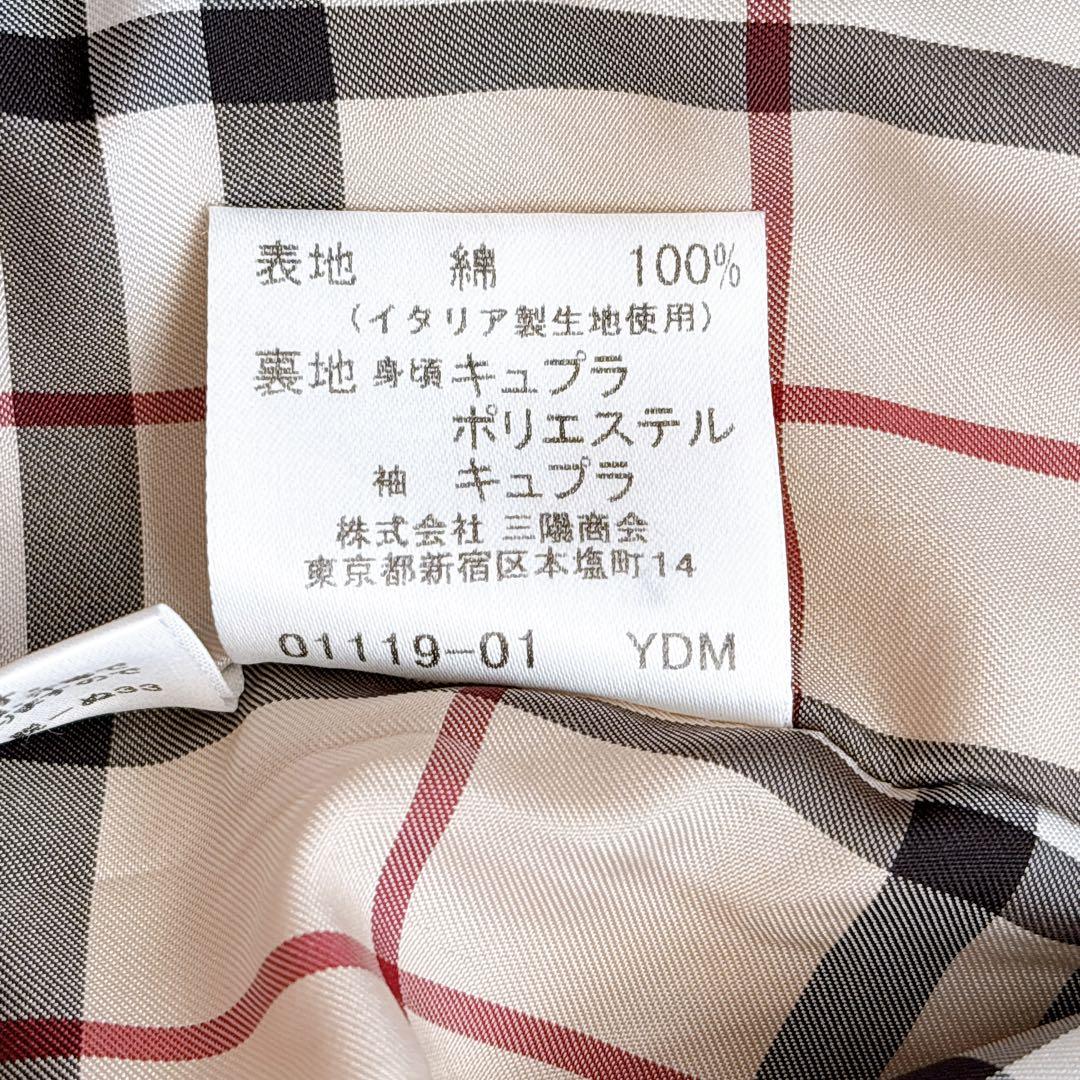 表地 綿 100%
(イタリア製生地使用)
裏地 身頃 キュプラ
ポリエステル
袖 キュプラ
株式会社 三陽商会
東京都新宿区本塩町14
01119-01 YDM